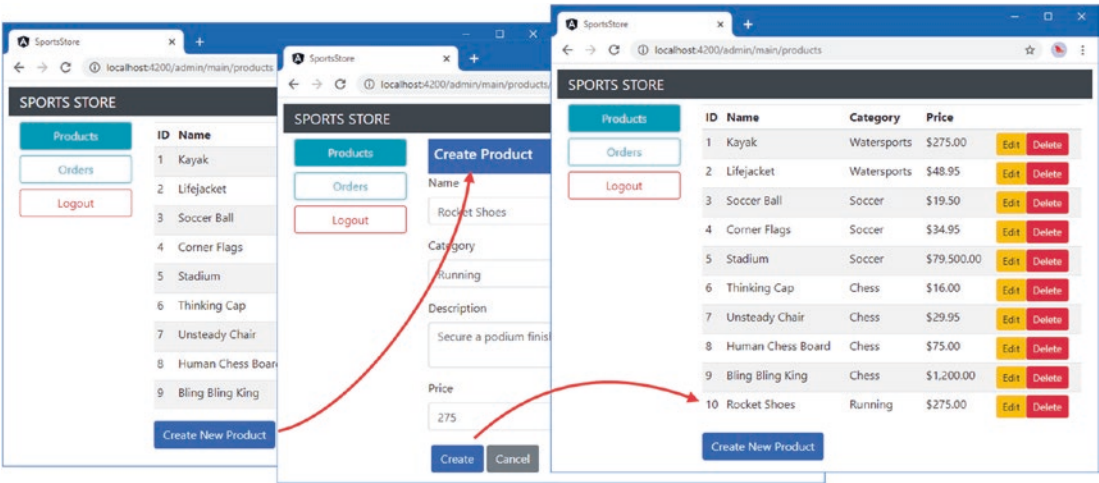 SportsStore
localhost:4200/admin/main/products
SPORTS STORE
Products
Orders
Logout
ID Name
1 Kayak
2 Lifejacket
3 Soccer Ball
4 Corner Flags
5 Stadium
6 Thinking Cap
7 Unsteady Chair
8 Human Chess Boar
9 Bling Bling King
Create New Product
SportsStore
localhost:4200/admin/main/products/
SPORTS STORE
Products
Orders
Logout
Create Product
Name
Rocket Shoes
Category
Running
Description
Secure a podium finis
Price
275
Create Cancel
SportsStore
localhost:4200/admin/main/products
SPORTS STORE
Products
Orders
Logout
ID Name Category Price
1 Kayak Watersports $275.00 Edit Delete
2 Lifejacket Watersports $48.95 Edit Delete
3 Soccer Ball Soccer $19.50 Edit Delete
4 Corner Flags Soccer $34.95 Edit Delete
5 Stadium Soccer $79,500.00 Edit Delete
6 Thinking Cap Chess $16.00 Edit Delete
7 Unsteady Chair Chess $29.95 Edit Delete
8 Human Chess Board Chess $75.00 Edit Delete
9 Bling Bling King Chess $1,200.00 Edit Delete
10 Rocket Shoes Running $275.00 Edit Delete
Create New Product